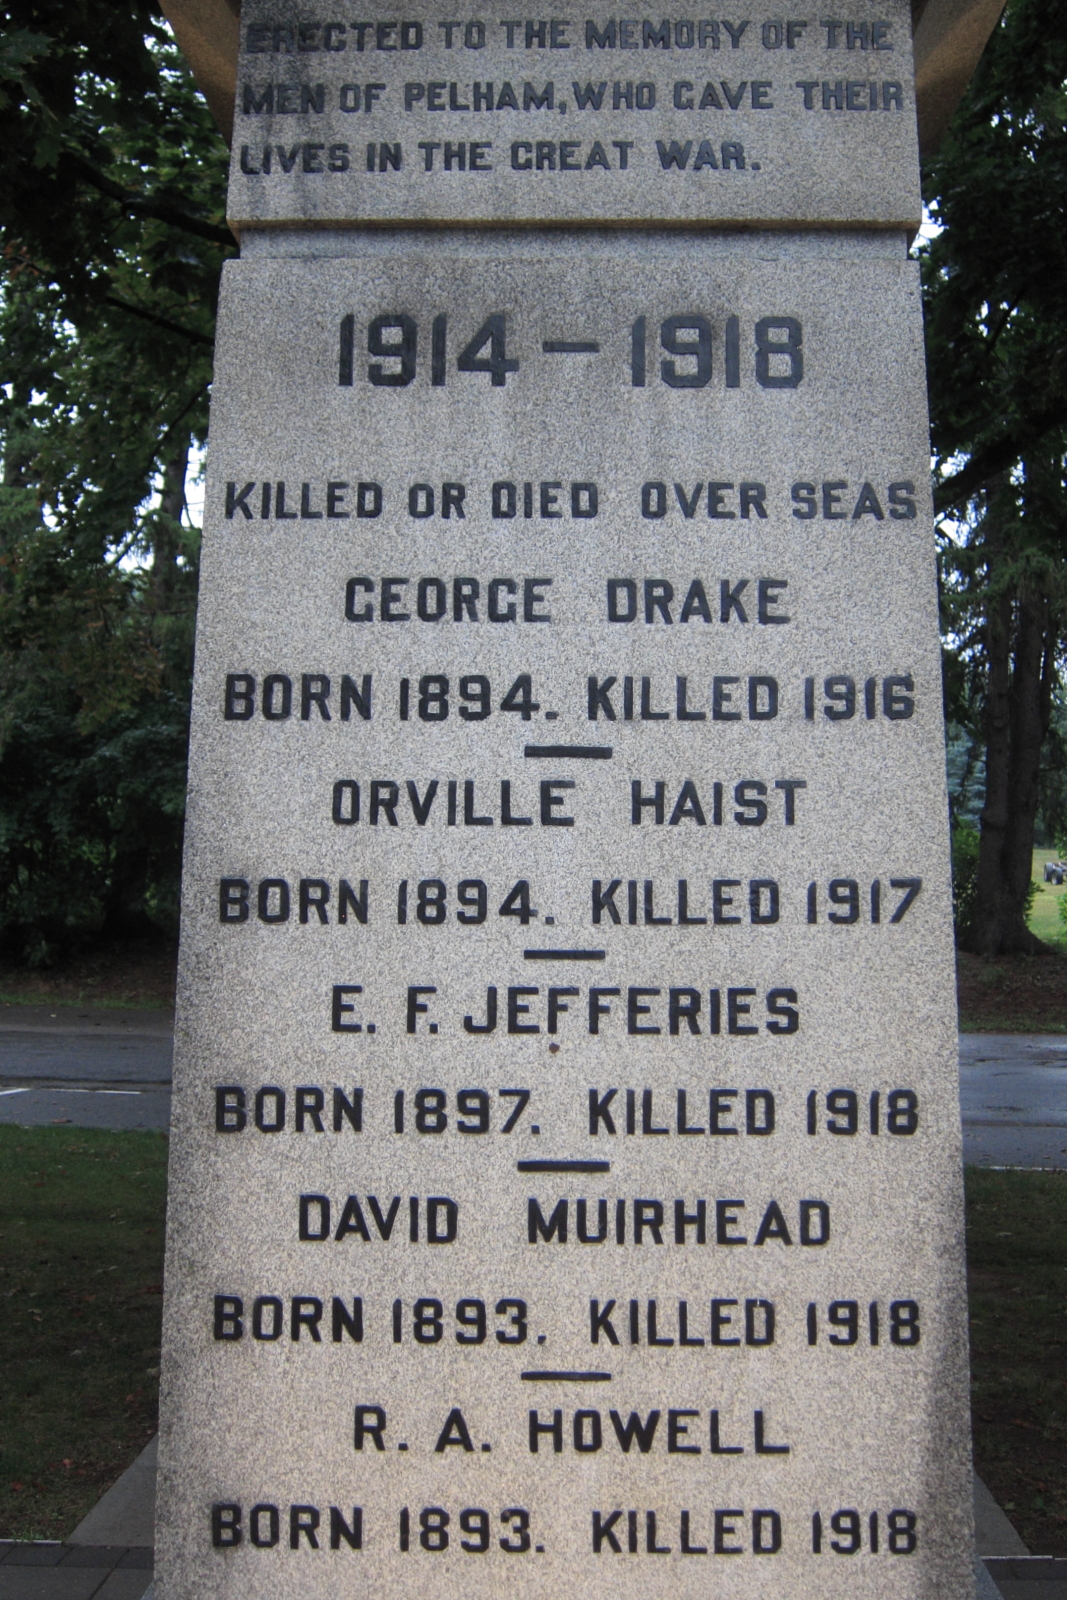 ERECTED TO THE MEMORY OF THE
MEN OF PELHAM, WHO GAVE THEIR
LIVES IN THE GREAT WAR.
1914 — 1918
KILLED OR DIED OVER SEAS
GEORGE DRAKE
BORN 1894. KILLED 1916
ORVILLE HAIST
BORN 1894. KILLED 1917
E. F. JEFFERIES
BORN 1897. KILLED 1918
DAVID MUIRHEAD
BORN 1893. KILLED 1918
R. A. HOWELL
BORN 1893. KILLED 1918